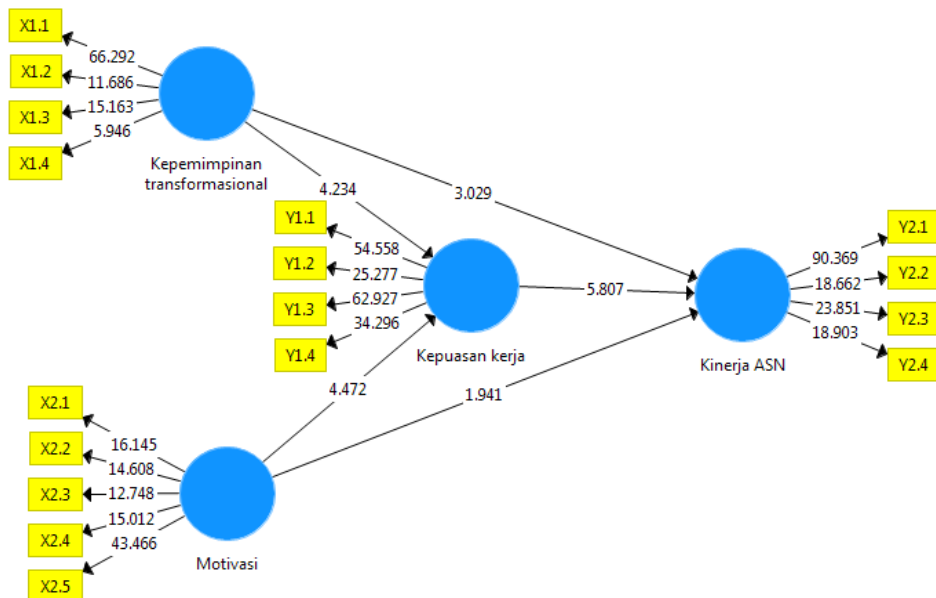 X1.1
X1.2
X1.3
X1.4
66.292
11.686
15.163
5.946
Kepemimpinan
transformasional
4.234
3.029
Y1.1
Y1.2
Y1.3
Y1.4
54.558
25.277
62.927
34.296
Kepuasan kerja
5.807
Y2.1
Y2.2
Y2.3
Y2.4
90.369
18.662
23.851
18.903
Kinerja ASN
4.472
1.941
X2.1
X2.2
X2.3
X2.4
X2.5
16.145
14.608
12.748
15.012
43.466
Motivasi